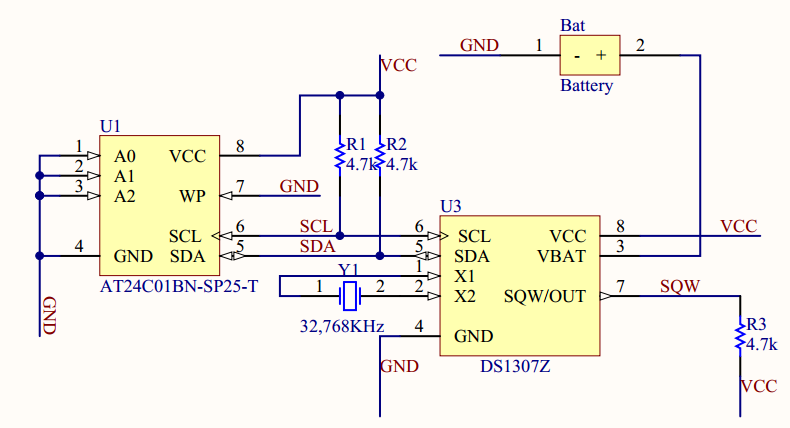 Bat
GND 1 - + 2
VCC
Battery
U1
R1 R2
1 A0 VCC 8
4.7k 4.7k
2 A1
3 A2 WP 7 GND
U3
SCL 6 SCL 6 SCL VCC 8 VCC
4 GND SDA 5 SDA 5 SDA VBAT 3
Y1 1 X1
AT24C01BN-SP25-T
1 2 2 X2 SQW/OUT 7 SQW
GND
32,768KHz
4 GND
R3
4.7k
GND DS1307Z
VCC